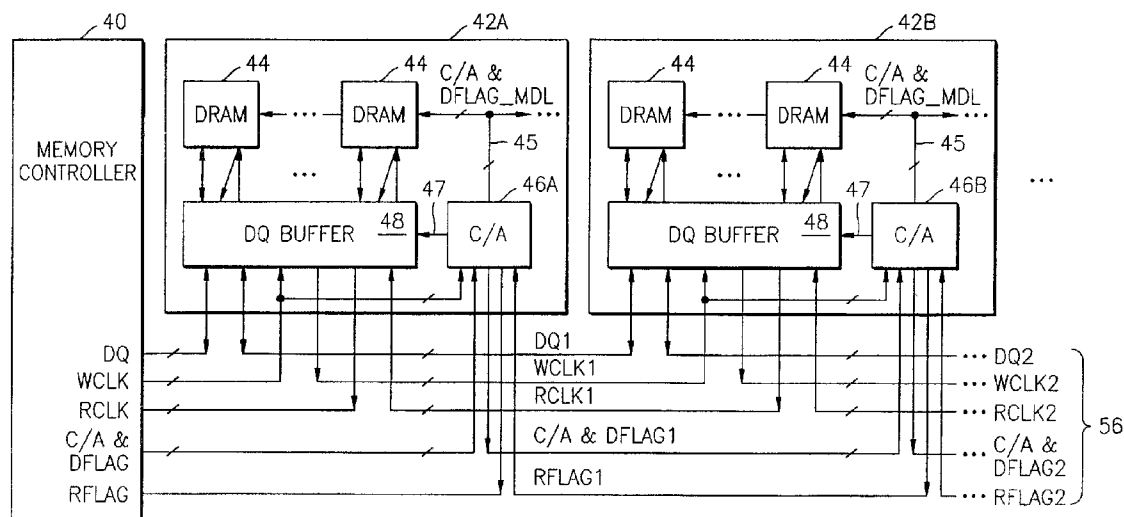 40
42A
42B
44
44
C/A &
DFLAG_MDL
44
44
C/A &
DFLAG_MDL
DRAM
...
DRAM
...
DRAM
...
DRAM
...
MEMORY
CONTROLLER
45
45
...
46A
...
46B
...
47
47
DQ BUFFER
48
C/A
DQ BUFFER
48
C/A
DQ
DQ1
... DQ2
WCLK
WCLK1
... WCLK2
RCLK
RCLK1
... RCLK2
56
C/A &
DFLAG
C/A & DFLAG1
... C/A &
DFLAG2
RFLAG
RFLAG1
... RFLAG2